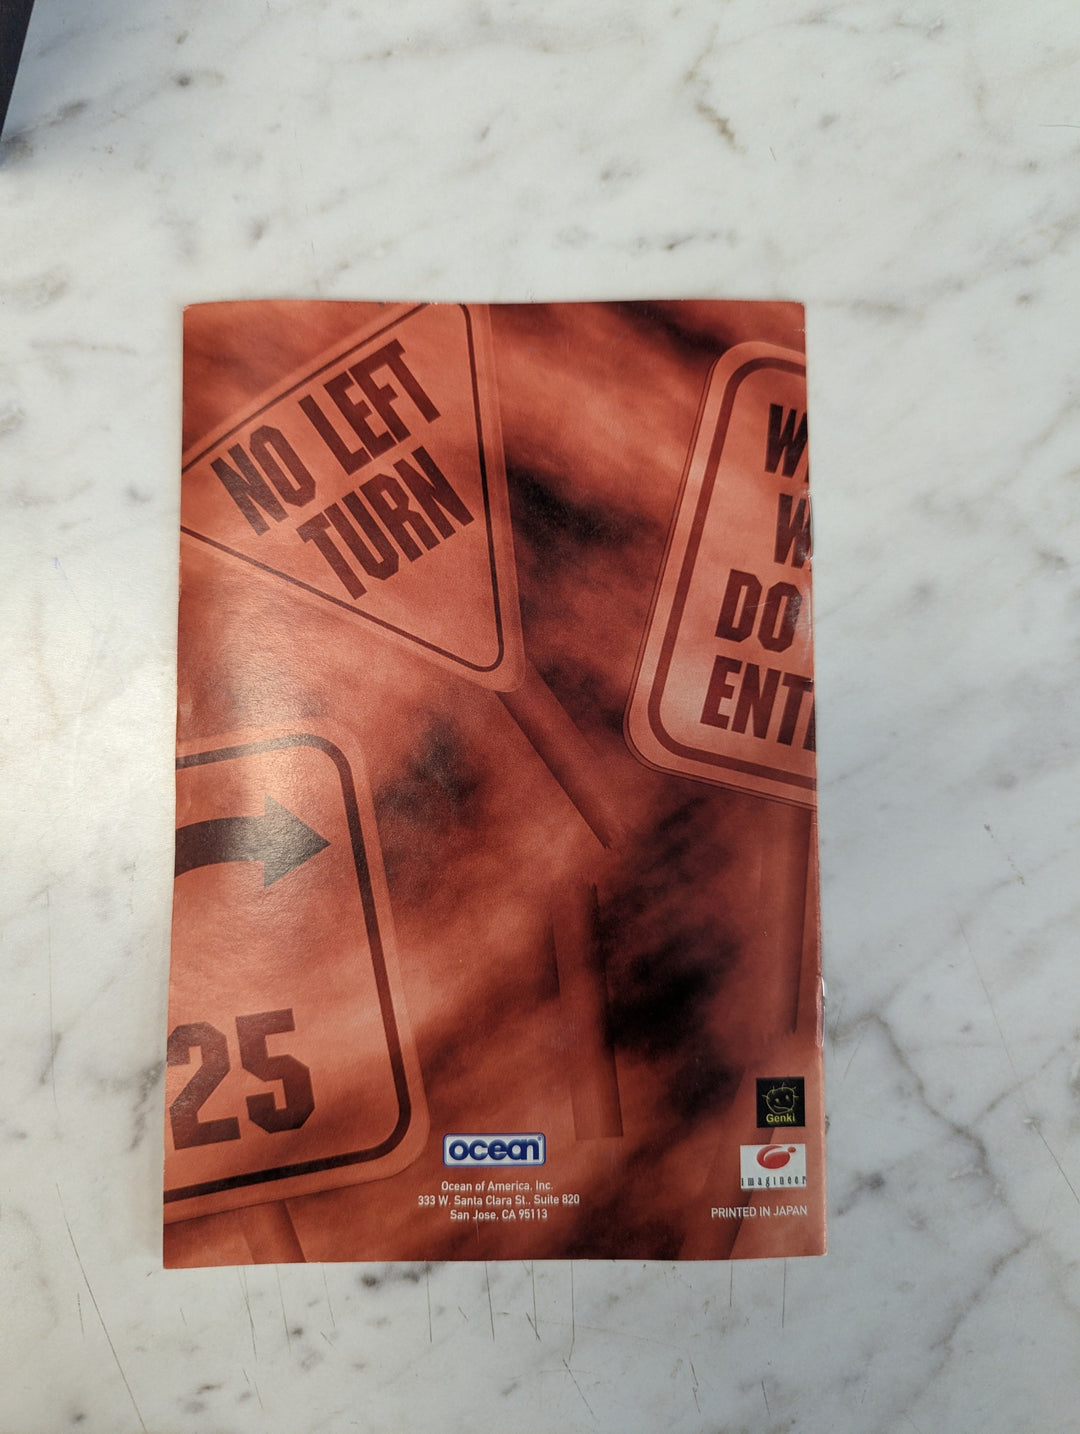 NO LEFT
TURN
DO
25
Genki
ocean
imagineer
Ocean of America, Inc.
333 W. Santa Clara St., Suite 820
San Jose, CA 95113
PRINTED IN JAPAN